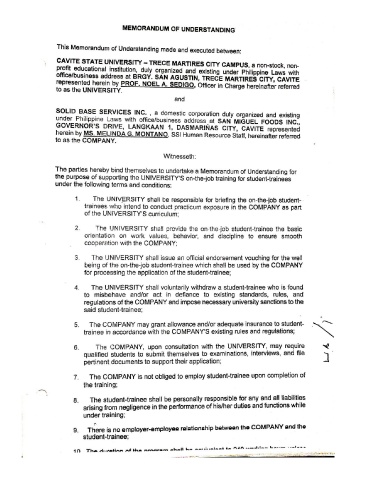 MEMORANDUM OF UNDERSTANDING
This Memorandum of Understanding made and executed between:
CAVITE STATE UNIVERSITY – TRECE MARTIRES CITY CAMPUS, a non-stock, non-
profit educational institution, duly organized and existing under Philippine Laws with
office/business address at BRGY. SAN AGUSTIN, TRECE MARTIRES CITY, CAVITE
represented herein by PROF. NOEL A. SEDIGO, Officer in Charge hereinafter referred
to as the UNIVERSITY.
and
SOLID BASE SERVICES INC. , a domestic corporation duly organized and existing
under Philippine Laws with office/business address at SAN MIGUEL FOODS INC.,
GOVERNOR'S DRIVE, LANGKAAN 1, DASMARINAS CITY, CAVITE represented
herein by MS. MELINDA G. MONTANO, SSI Human Resource Staff, hereinafter referred
to as the COMPANY.
Witnesseth:
The parties hereby bind themselves to undertake a Memorandum of Understanding for
the purpose of supporting the UNIVERSITY'S on-the-job training for student-trainees
under the following terms and conditions:
1. The UNIVERSITY shall be responsible for briefing the on-the-job student-
trainees who intend to conduct practicum exposure in the COMPANY as part
of the UNIVERSITY'S curriculum;
2. The UNIVERSITY shall provide the on-the-job student-trainee the basic
orientation on work values, behavior, and discipline to ensure smooth
cooperation with the COMPANY;
3. The UNIVERSITY shall issue an official endorsement vouching for the well
being of the on-the-job student-trainee which shall be used by the COMPANY
for processing the application of the student-trainee;
4. The UNIVERSITY shall voluntarily withdraw a student-trainee who is found
to misbehave and/or act in defiance to existing standards, rules, and
regulations of the COMPANY and impose necessary university sanctions to the
said student-trainee;
5. The COMPANY may grant allowance and/or adequate insurance to student-
trainee in accordance with the COMPANY'S existing rules and regulations;
6. The COMPANY, upon consultation with the UNIVERSITY, may require
qualified students to submit themselves to examinations, interviews, and file
pertinent documents to support their application;
7. The COMPANY is not obliged to employ student-trainee upon completion of
the training;
8. The student-trainee shall be personally responsible for any and all liabilities
arising from negligence in the performance of his/her duties and functions while
under training;
9. There is no employer-employee relationship between the COMPANY and the
student-trainee;
10. The duration of the program shall be equivalent to 240 working hours unless